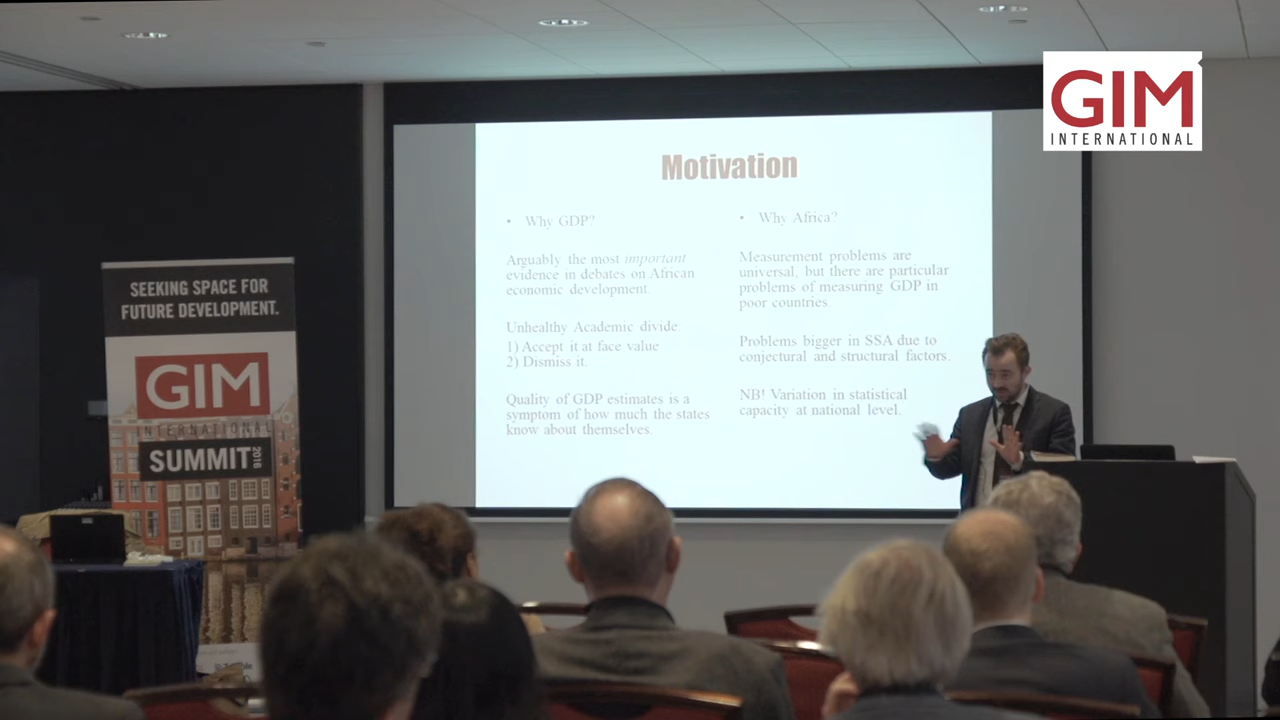 GIM
INTERNATIONAL
Motivation
• Why GDP?
Arguably the most important
evidence in debates on African
economic development.
Unhealthy Academic divide
1) Accept it at face value
2) Dismiss it.
Quality of GDP estimates is a
symptom of how much the states
know about themselves.
• Why Africa?
Measurement problems are
universal, but there are particular
problems of measuring GDP in
poor countries.
Problems bigger in SSA due to
conjectural and structural factors.
NB! Variation in statistical
capacity at national level.
SEEKING SPACE FOR
FUTURE DEVELOPMENT.
GIM
INTERNATIONAL
SUMMIT 2016